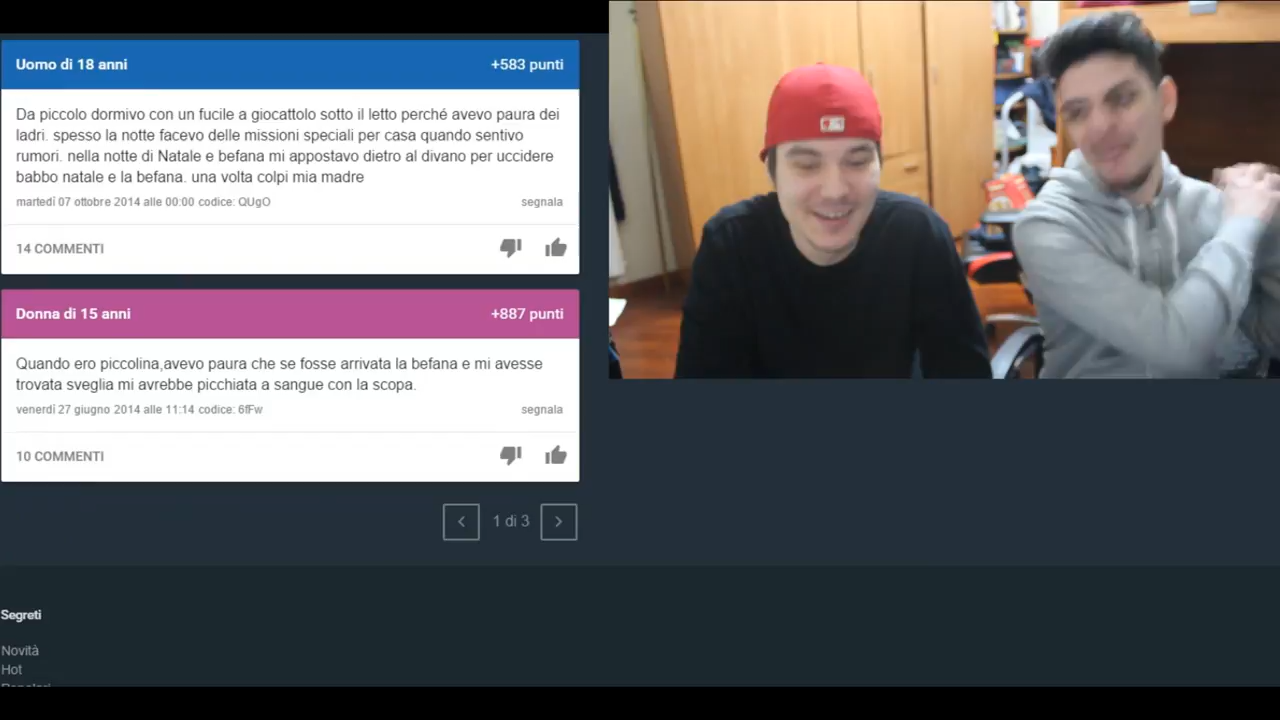 Uomo di 18 anni
+583 punti
Da piccolo dormivo con un fucile a giocattolo sotto il letto perché avevo paura dei
ladri. spesso la notte facevo delle missioni speciali per casa quando sentivo
rumori. nella notte di Natale e befana mi appostavo dietro al divano per uccidere
babbo natale e la befana. una volta colpi mia madre
martedì 07 ottobre 2014 alle 00:00 codice: QUgO
segnala
14 COMMENTI
Donna di 15 anni
+887 punti
Quando ero piccolina,avevo paura che se fosse arrivata la befana e mi avesse
trovata sveglia mi avrebbe picchiata a sangue con la scopa.
venerdì 27 giugno 2014 alle 11:14 codice: 6fFw
segnala
10 COMMENTI
1 di 3
Segreti
Novità
Hot